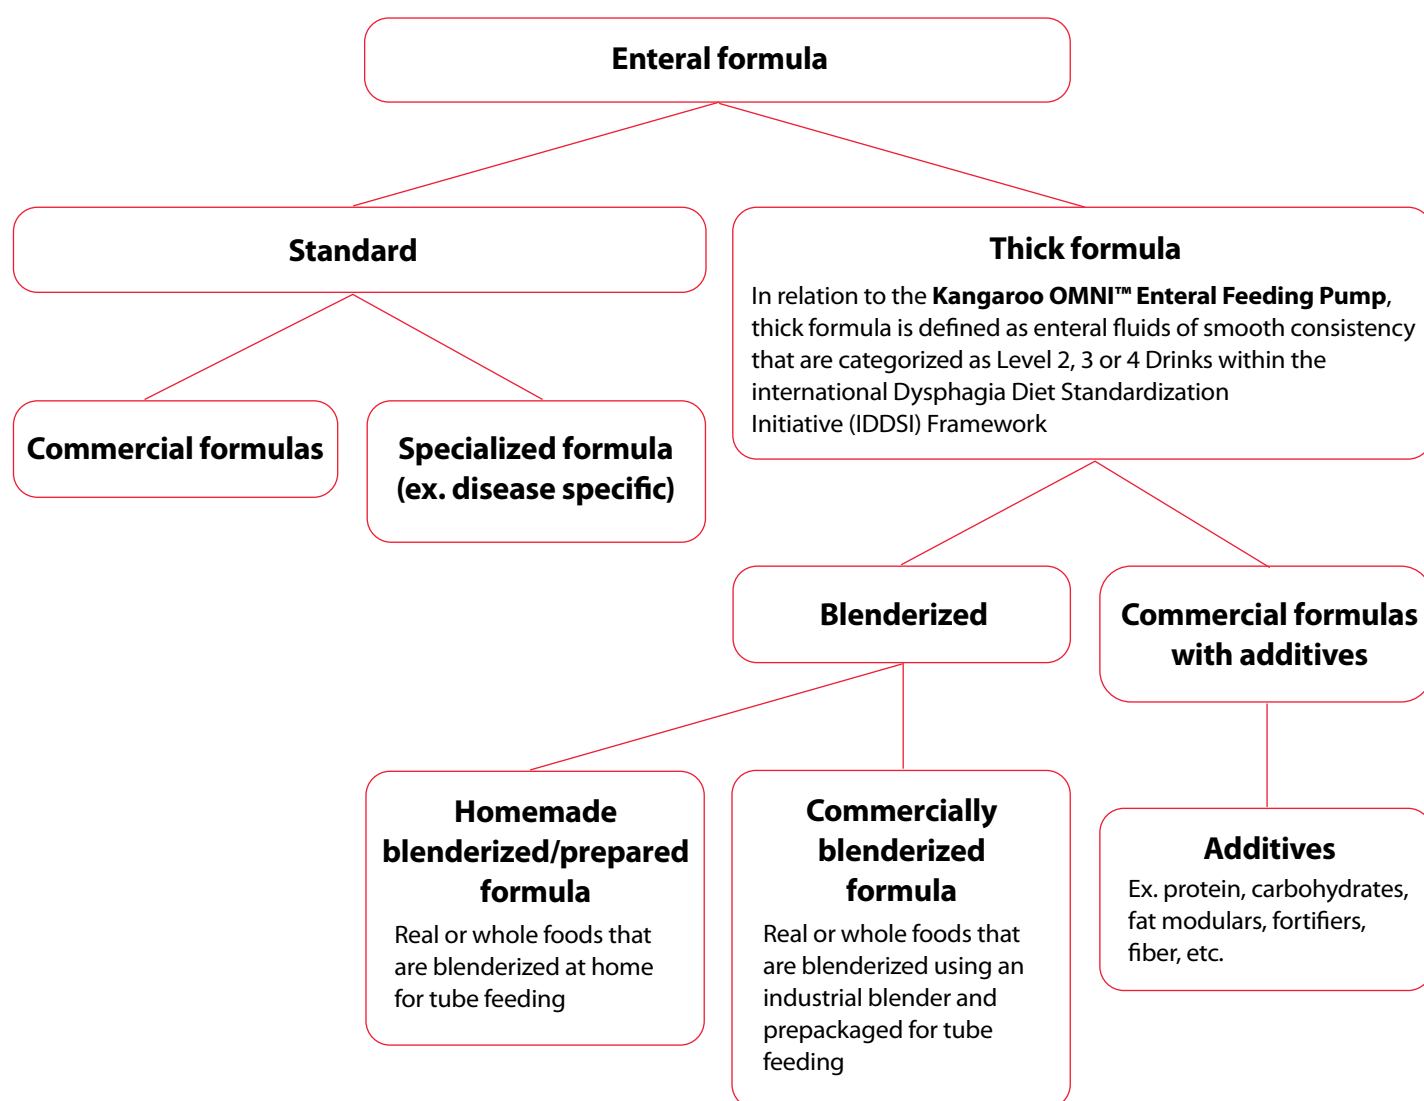 Enteral formula
Standard
Thick formula
In relation to the Kangaroo OMNI™ Enteral Feeding Pump,
thick formula is defined as enteral fluids of smooth consistency
that are categorized as Level 2, 3 or 4 Drinks within the
international Dysphagia Diet Standardization
Initiative (IDDSI) Framework
Commercial formulas
Specialized formula
(ex. disease specific)
Blenderized
Commercial formulas
with additives
Homemade
blenderized/prepared
formula
Real or whole foods that
are blenderized at home
for tube feeding
Commercially
blenderized
formula
Real or whole foods that
are blenderized using an
industrial blender and
prepackaged for tube
feeding
Additives
Ex. protein, carbohydrates,
fat modulars, fortifiers,
fiber, etc.